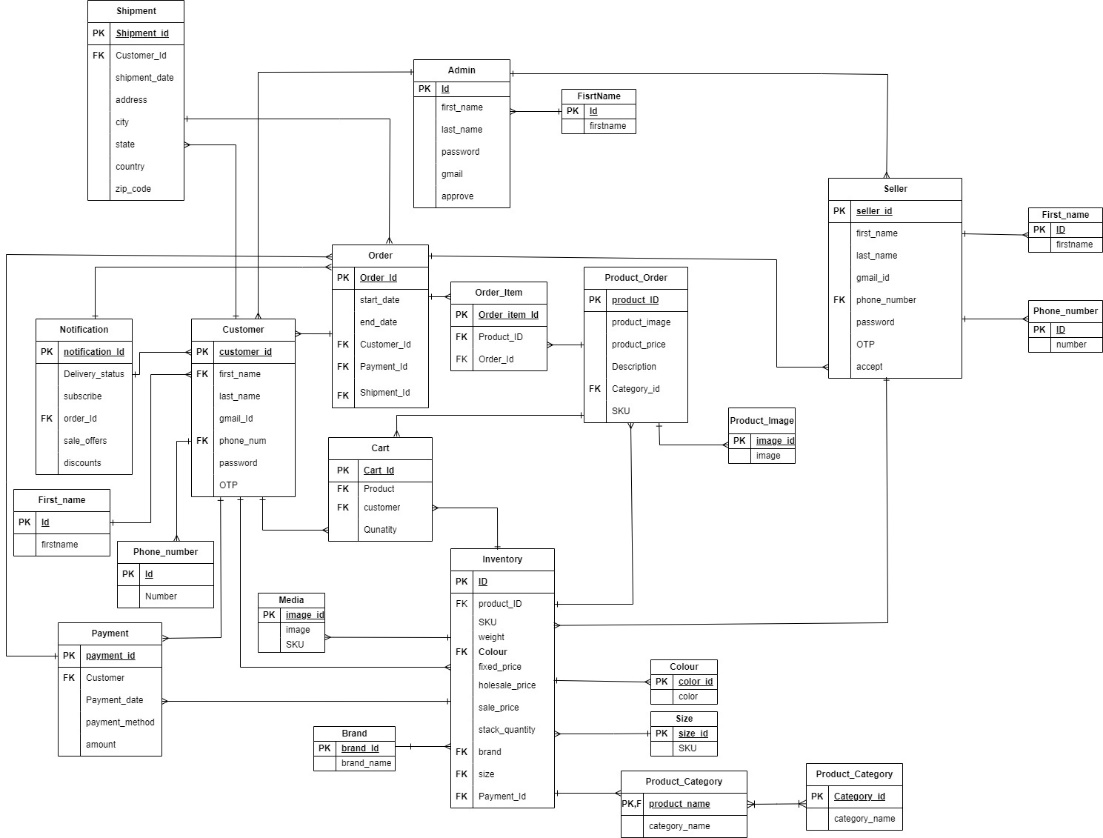 Shipment
PK Shipment_id
FK Customer_Id
shipment_date
address
city
state
country
zip_code
Admin
PK Id
first_name
last_name
password
gmail
approve
FisrtName
PK Id
firstname
Seller
PK seller_id
first_name
last_name
gmail_id
FK phone_number
password
OTP
accept
First_name
PK ID
firstname
Phone_number
PK ID
number
Order
PK Order_Id
start_date
end_date
FK Customer_Id
FK Payment_Id
FK Shipment_Id
Order_Item
PK Order_item_Id
FK Product_ID
FK Order_Id
Product_Order
PK product_ID
product_image
product_price
Description
FK Category_id
SKU
Product_Image
PK image_id
image
Notification
PK notification_Id
Delivery_status
subscribe
FK order_Id
sale_offers
discounts
Customer
PK customer_id
FK first_name
last_name
gmail_Id
FK phone_num
password
OTP
Cart
PK Cart_Id
FK Product
FK customer
Qunatity
First_name
PK Id
firstname
Phone_number
PK Id
Number
Payment
PK payment_id
FK Customer
Payment_date
payment_method
amount
Media
PK image_id
image
SKU
Brand
PK brand_Id
brand_name
Inventory
PK ID
FK product_ID
SKU
weight
FK Colour
fixed_price
holesale_price
sale_price
stack_quantity
FK brand
FK size
FK Payment_Id
Colour
PK color_id
color
Size
PK size_id
SKU
Product_Category
PK,F product_name
category_name
Product_Category
PK Category_id
category_name